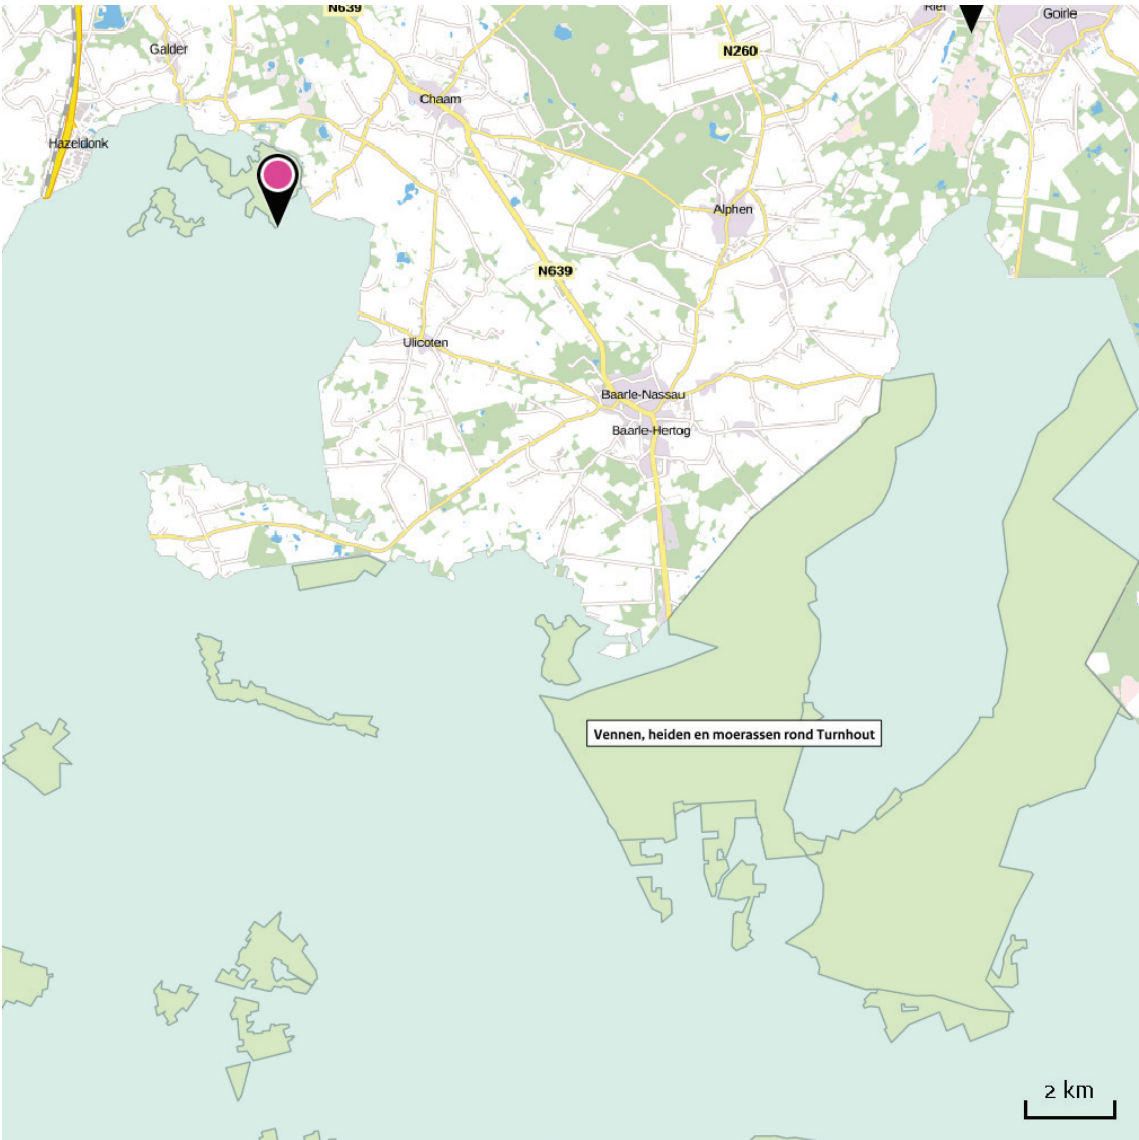 N639
Riel
Goirle
Galder
N260
Chaam
Hazeldonk
Alphen
N639
Ulicoten
Baarle-Nassau
Baarle-Hertog
Vennen, heiden en moerassen rond Turnhout
2 km